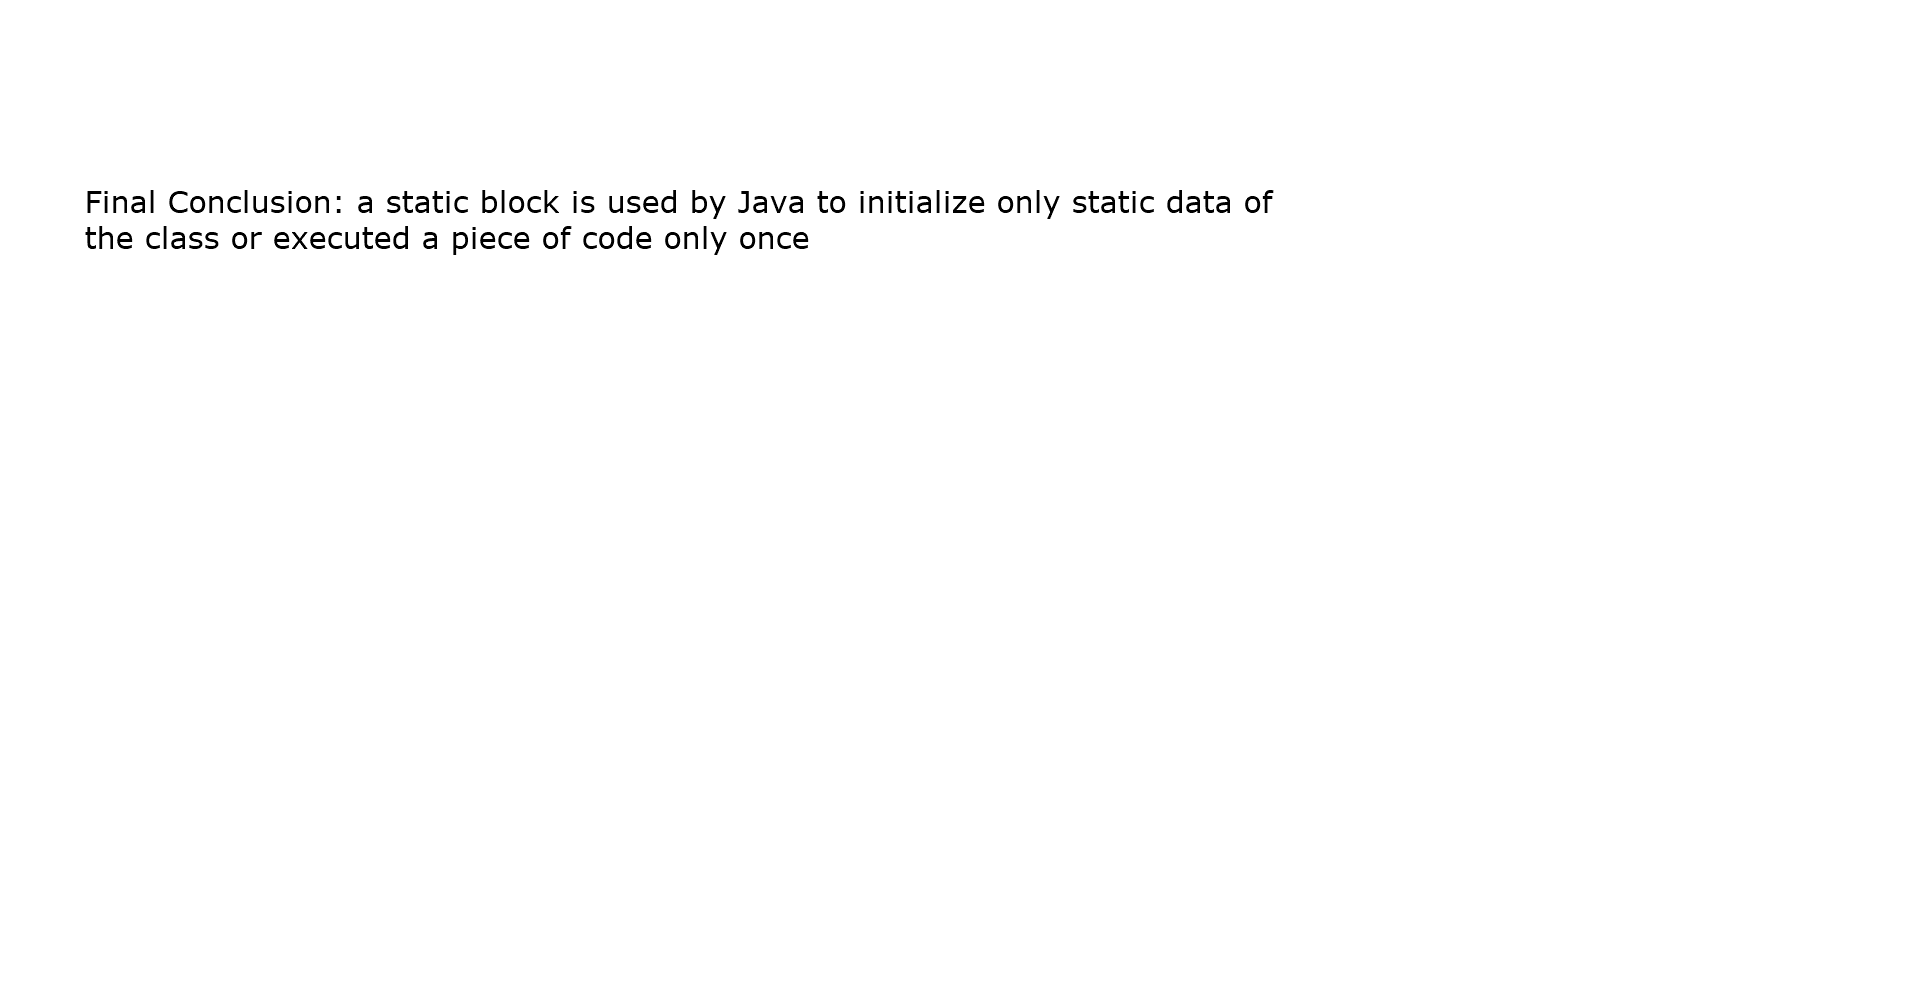 Final Conclusion: a static block is used by Java to initialize only static data of
the class or executed a piece of code only once